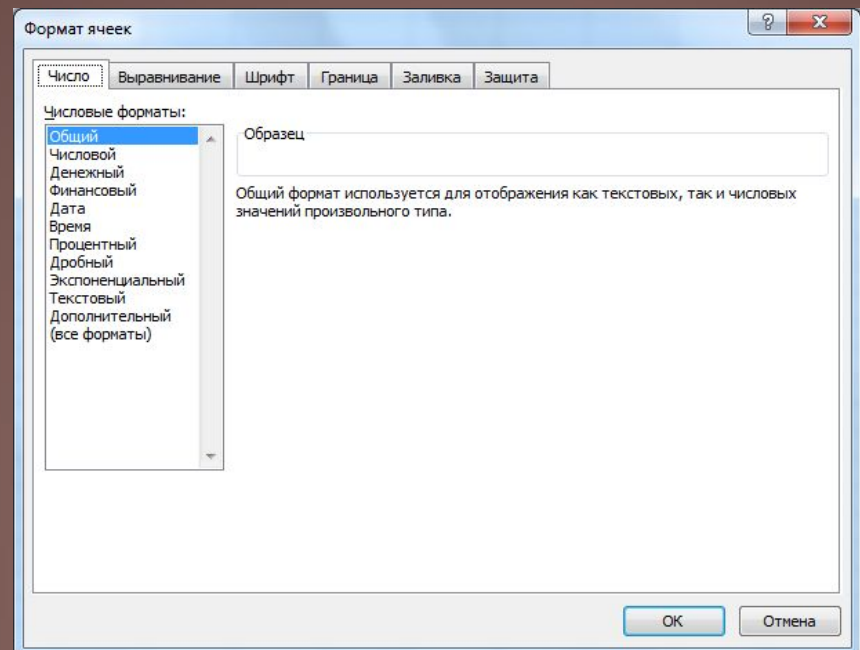 Формат ячеек
?
Число
Выравнивание
Шрифт
Граница
Заливка
Защита
Числовые форматы:
Общий
Числовой
Денежный
Финансовый
Дата
Время
Процентный
Дробный
Экспоненциальный
Текстовый
Дополнительный
(все форматы)
Образец
Общий формат используется для отображения как текстовых, так и числовых
значений произвольного типа.
ОК
Отмена